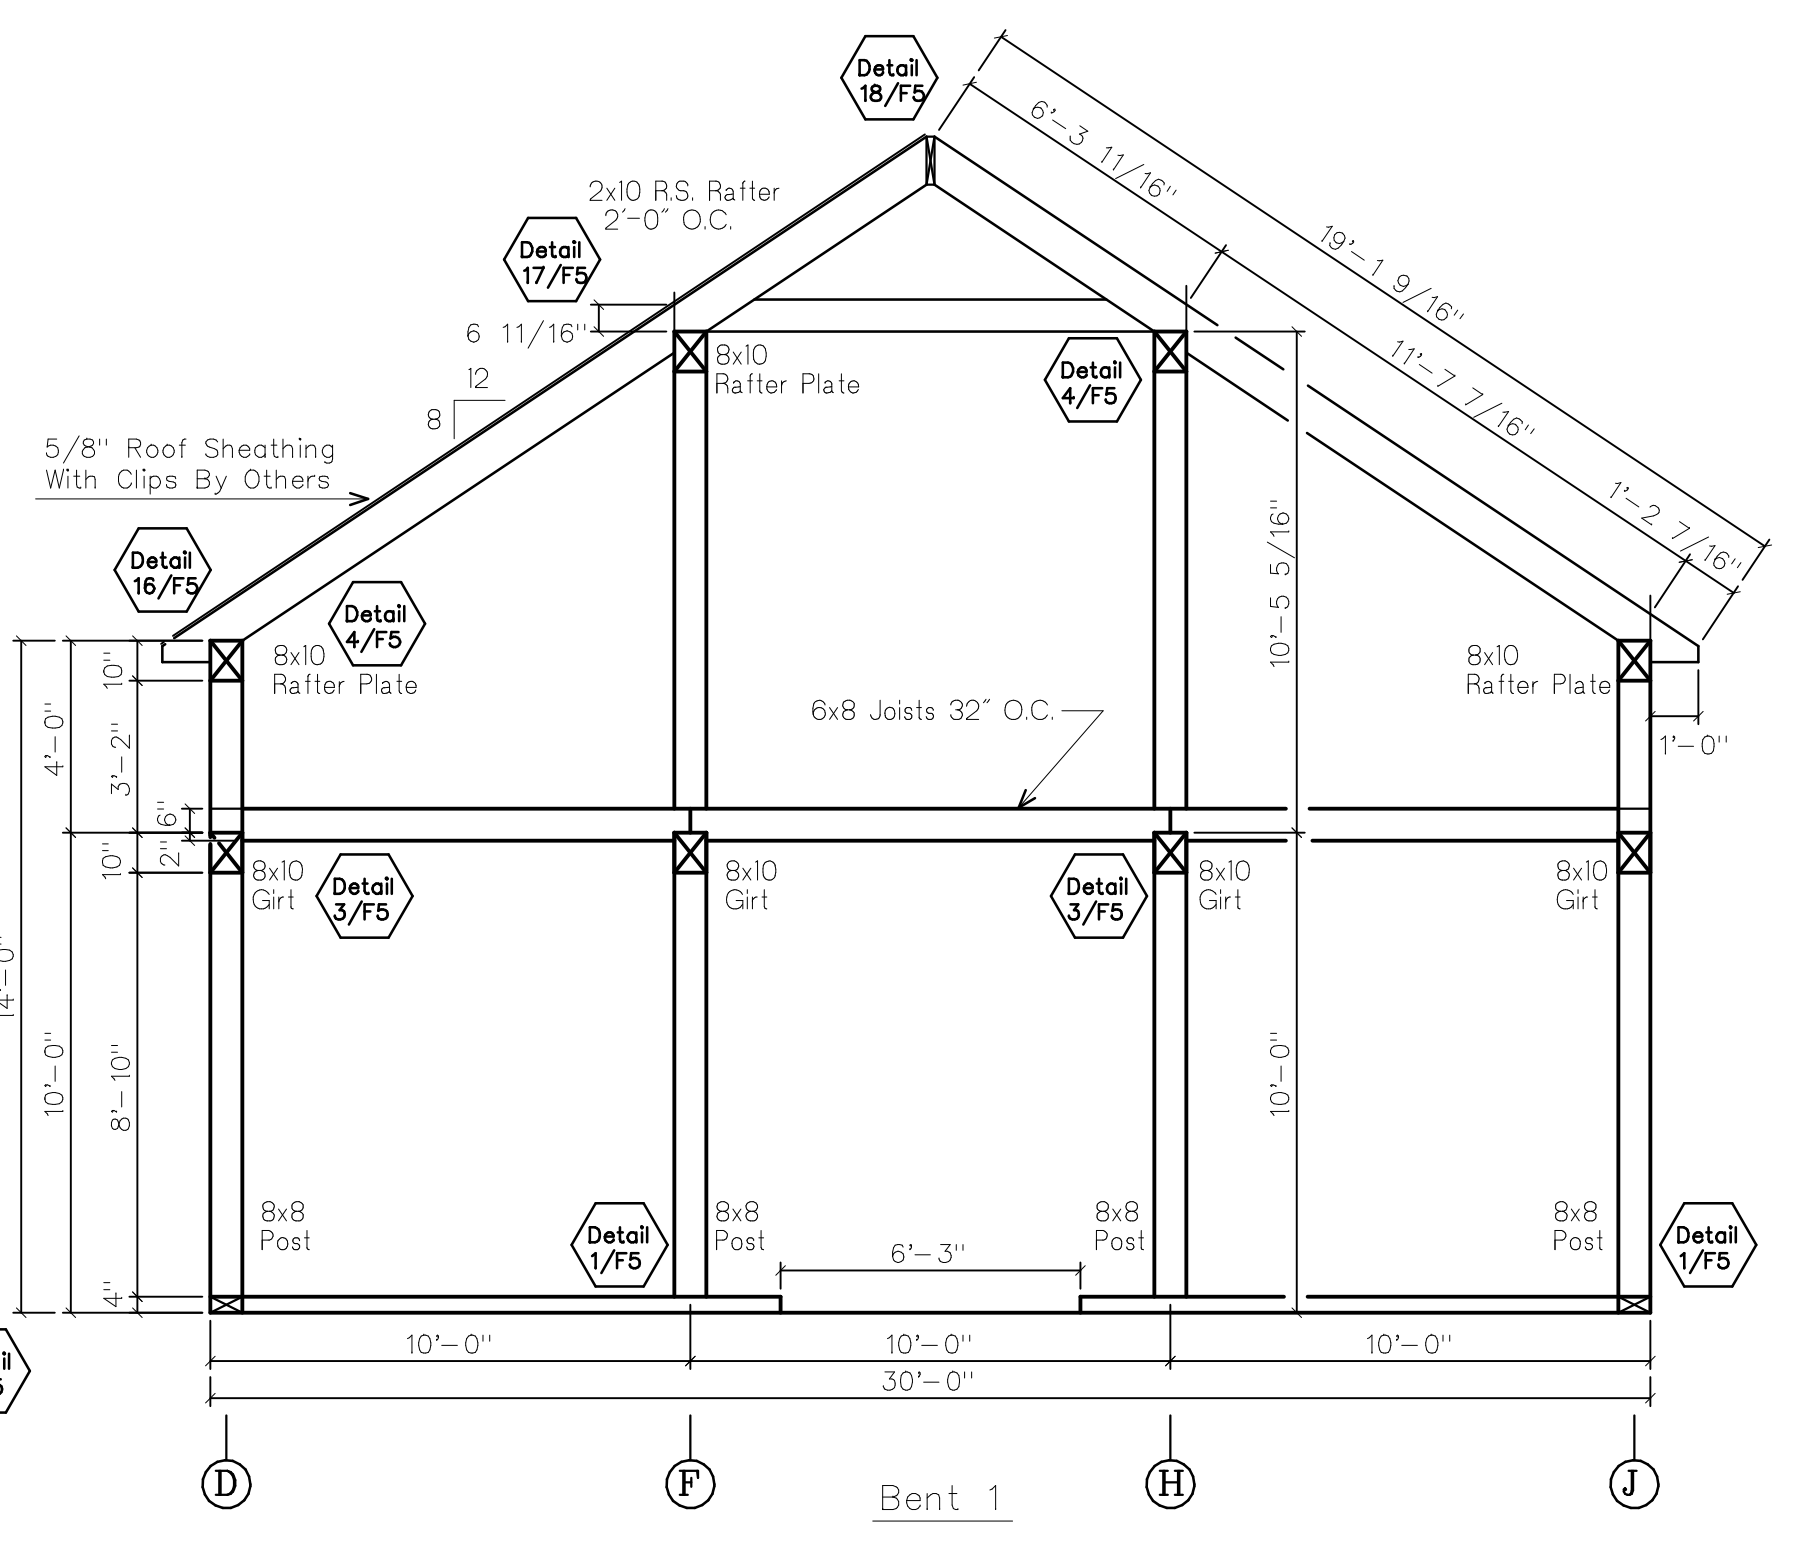 Detail
18/F5
6'-3 11/16"
19'-1 9/16"
2x10 R.S. Rafter
2'-0" O.C.
Detail
17/F5
6 11/16"
8x10
Rafter Plate
Detail
4/F5
11'-7 7/16"
12
8
5/8" Roof Sheathing
With Clips By Others
1'-2 7/16"
10'-5 5/16"
Detail
16/F5
Detail
4/F5
8x10
Rafter Plate
8x10
Rafter Plate
10"
4'-0"
3'-2"
6x8 Joists 32" O.C.
1'-0"
6"
2"
10"
8x10
Girt
Detail
3/F5
8x10
Girt
Detail
3/F5
8x10
Girt
8x10
Girt
14'-0"
10'-0"
8'-10"
10'-0"
8x8
Post
Detail
1/F5
8x8
Post
8x8
Post
8x8
Post
Detail
1/F5
6'-3"
4"
10'-0"
10'-0"
10'-0"
30'-0"
D
F
H
J
Bent 1